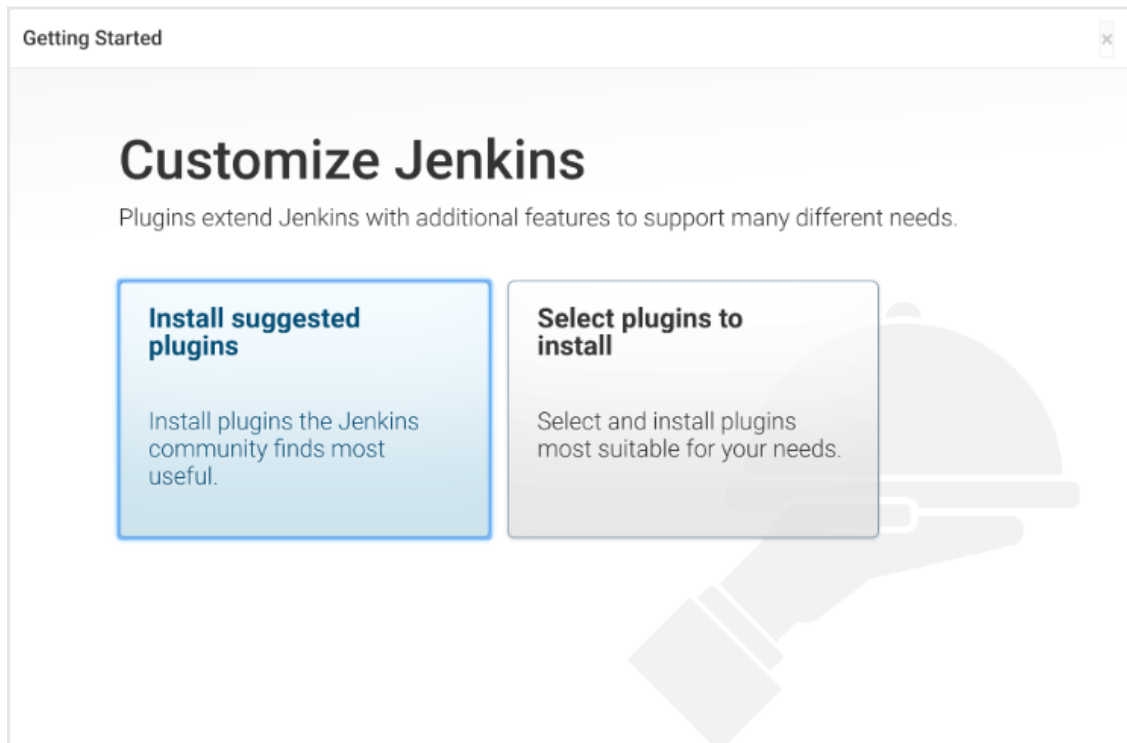 Getting Started
×
Customize Jenkins
Plugins extend Jenkins with additional features to support many different needs.
Install suggested
plugins
Install plugins the Jenkins
community finds most
useful.
Select plugins to
install
Select and install plugins
most suitable for your needs.